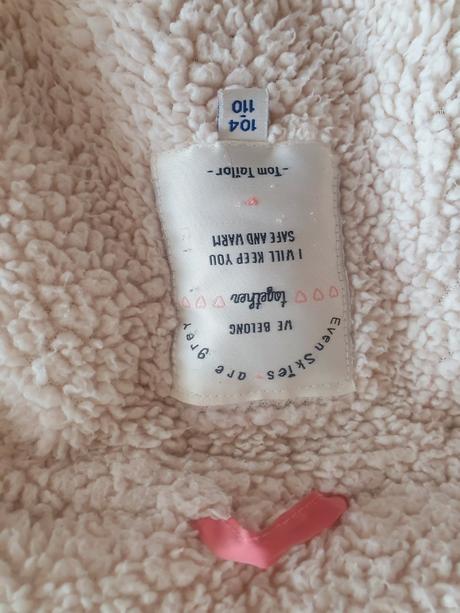 Even Skies are grey
WE BELONG
together
I WILL KEEP YOU
SAFE AND WARM
- Tom Tailor -
104
-
110